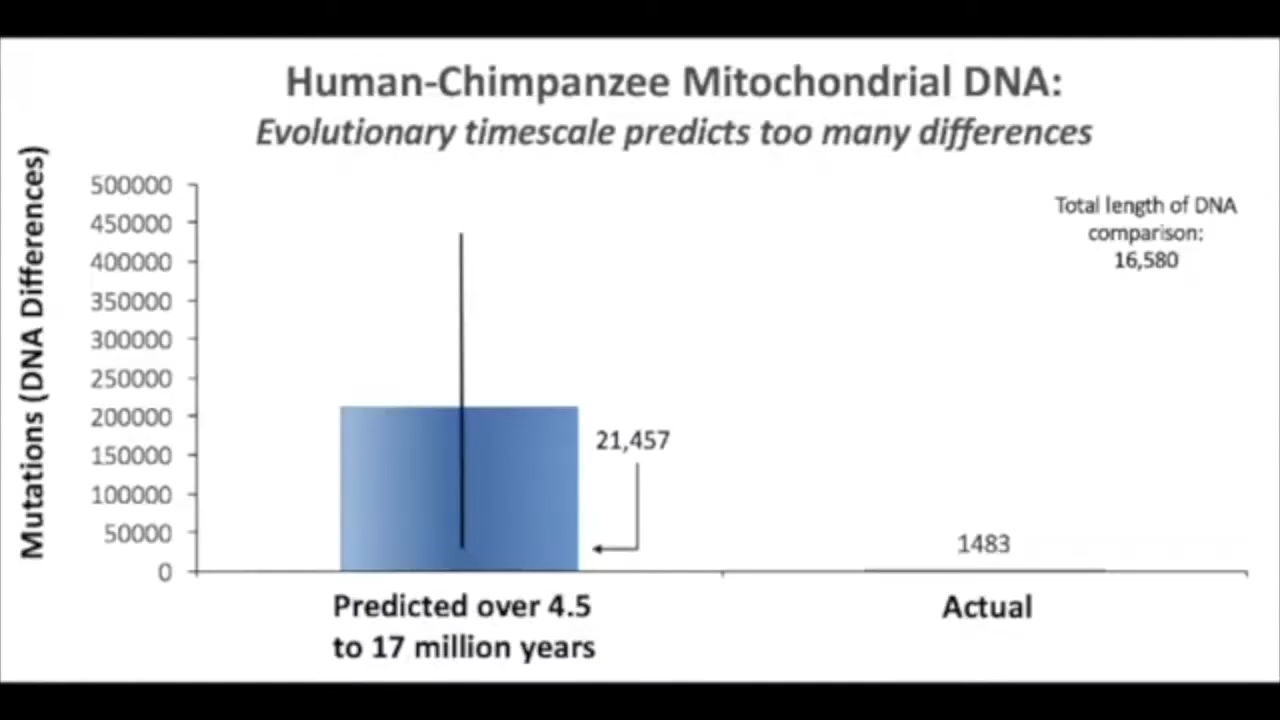 Human-Chimpanzee Mitochondrial DNA:
Evolutionary timescale predicts too many differences
Mutations (DNA Differences)
500000
450000
400000
350000
300000
250000
200000
150000
100000
50000
0
Total length of DNA
comparison:
16,580
21,457
1483
Predicted over 4.5
to 17 million years
Actual